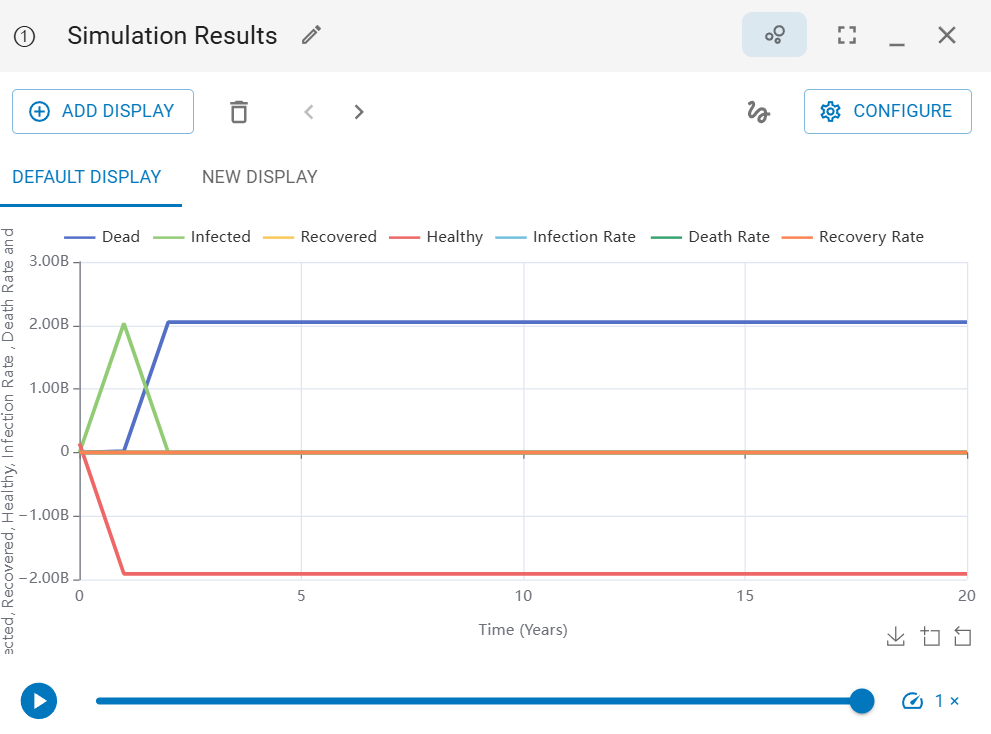 1 Simulation Results
ADD DISPLAY
CONFIGURE
DEFAULT DISPLAY NEW DISPLAY
Dead Infected Recovered Healthy Infection Rate Death Rate Recovery Rate
Recovered, Healthy, Infection Rate , Death Rate and
3.00B
2.00B
1.00B
0
−1.00B
−2.00B
0 5 10 15 20
Time (Years)
1 ×